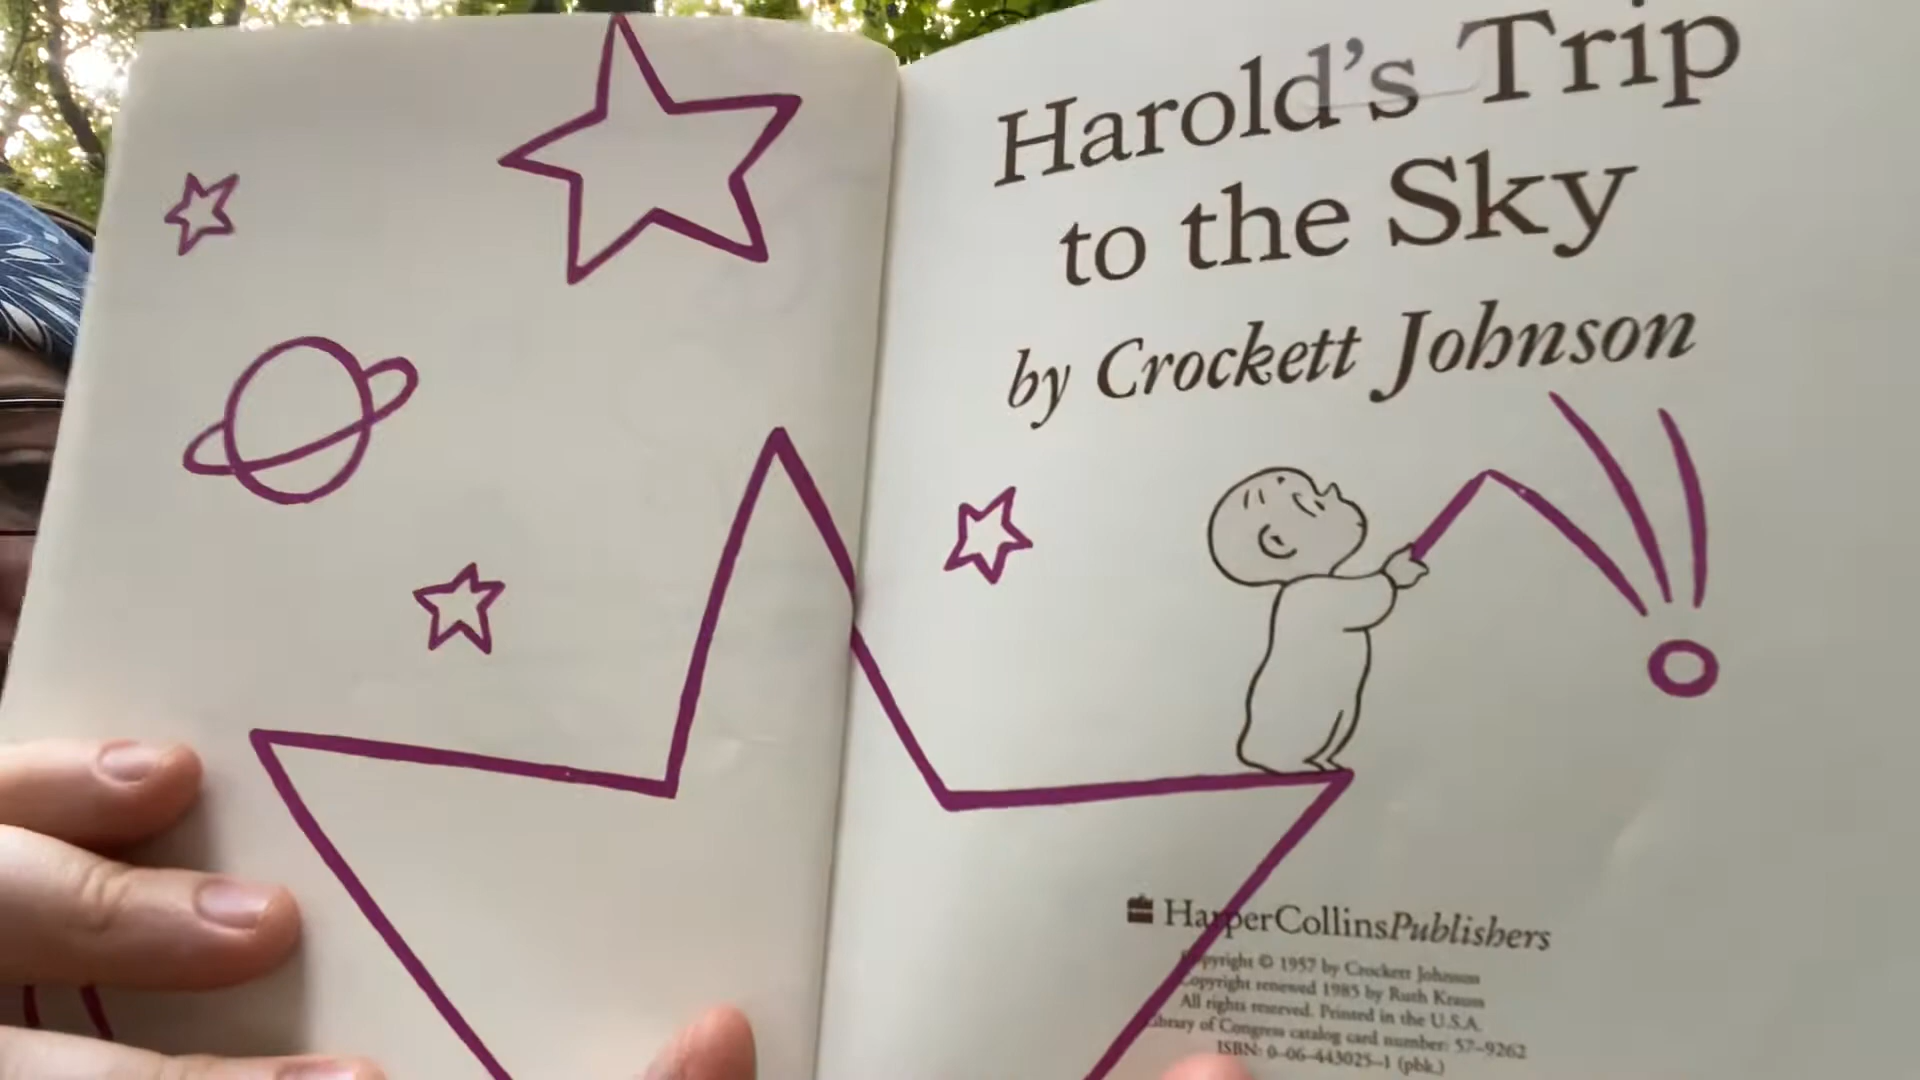 Harold's Trip
to the Sky
by Crockett Johnson
HarperCollinsPublishers
Copyright © 1957 by Crockett Johnson
Copyright renewed 1985 by Ruth Krauss
All rights reserved. Printed in the U.S.A.
Library of Congress catalog card number: 57-9262
ISBN: 0-06-443025-1 (pbk.)